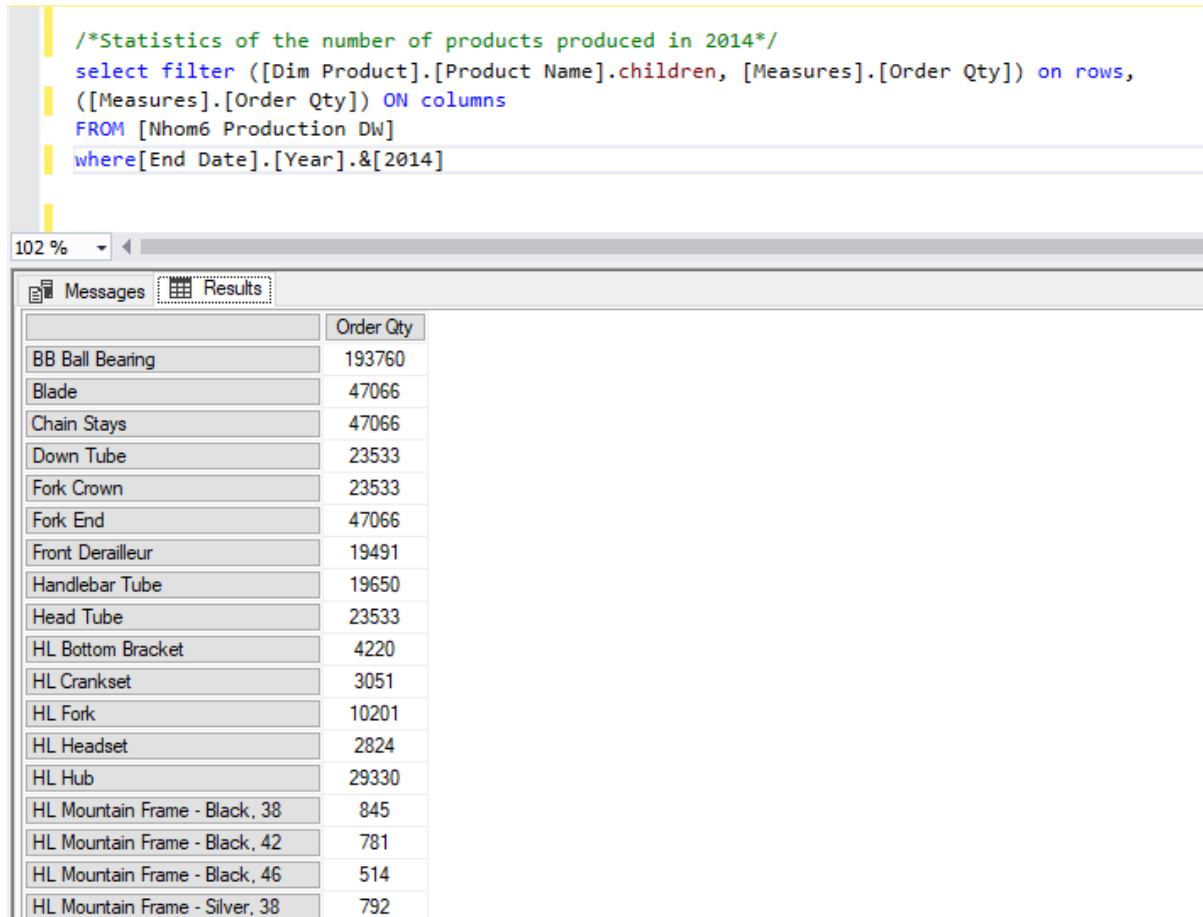 /*Statistics of the number of products produced in 2014*/
select filter ([Dim Product].[Product Name].children, [Measures].[Order Qty]) on rows,
([Measures].[Order Qty]) ON columns
FROM [Nhom6 Production DW]
where[End Date].[Year].&[2014]
102 %
Messages Results
Order Qty
BB Ball Bearing 193760
Blade 47066
Chain Stays 47066
Down Tube 23533
Fork Crown 23533
Fork End 47066
Front Derailleur 19491
Handlebar Tube 19650
Head Tube 23533
HL Bottom Bracket 4220
HL Crankset 3051
HL Fork 10201
HL Headset 2824
HL Hub 29330
HL Mountain Frame - Black, 38 845
HL Mountain Frame - Black, 42 781
HL Mountain Frame - Black, 46 514
HL Mountain Frame - Silver, 38 792